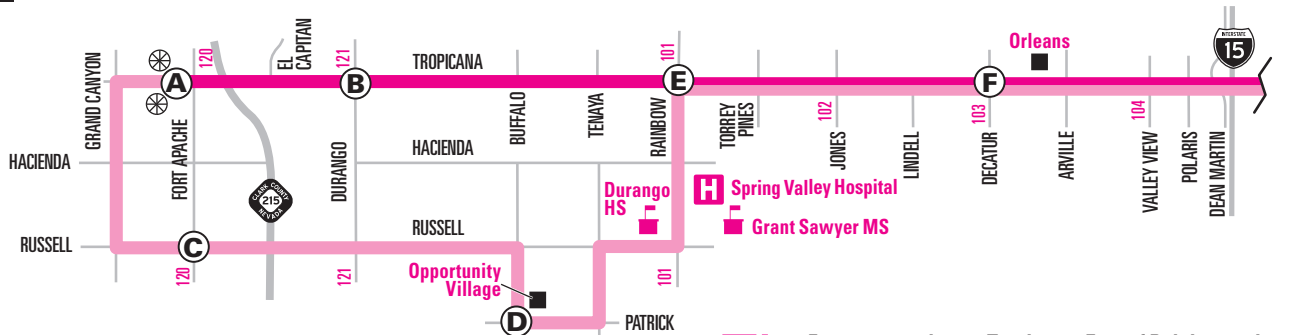 GRAND CANYON
A
120
FORT APACHE
EL
CAPITAN
121
B
DURANGO
TROPICANA
BUFFALO
TENAYA
101
E
RAINBOW
TORREY
PINES
102
JONES
LINDELL
F
103
DECATUR
Orleans
ARVILLE
104
VALLEY VIEW
POLARIS
DEAN MARTIN
INTERSTATE
15
HACIENDA
HACIENDA
CLARK COUNTY
215
NEVADA
Durango
HS
H Spring Valley Hospital
Grant Sawyer MS
RUSSELL
C
RUSSELL
120
121
101
Opportunity
Village
D
PATRICK